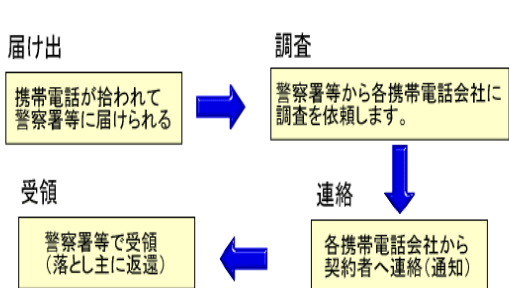 届け出
携帯電話が拾われて
警察署等に届けられる
調査
警察署等から各携帯電話会社に
調査を依頼します。
連絡
各携帯電話会社から
契約者へ連絡（通知）
受領
警察署等で受領
（落とし主に返還）